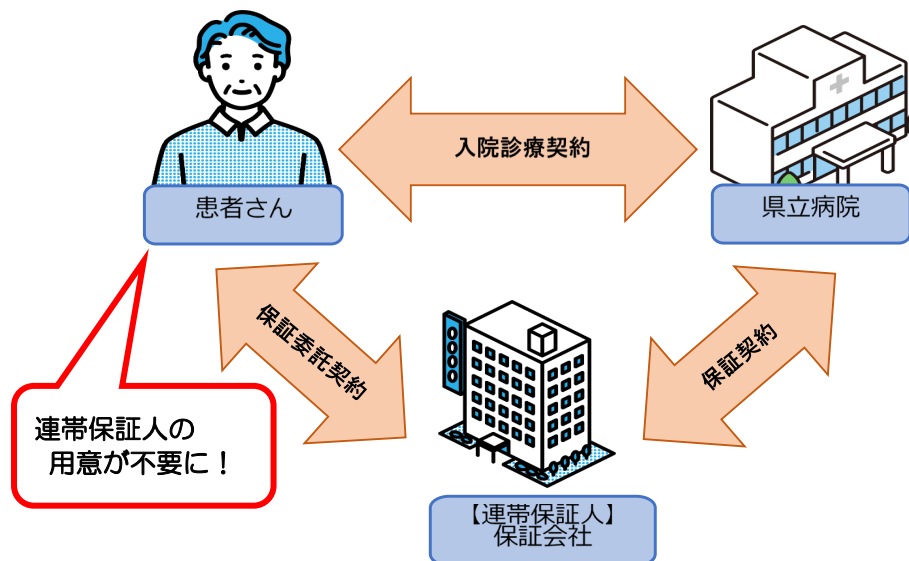 入院診療契約
患者さん
県立病院
保証委託契約
保証契約
連帯保証人の
用意が不要に！
【連帯保証人】
保証会社